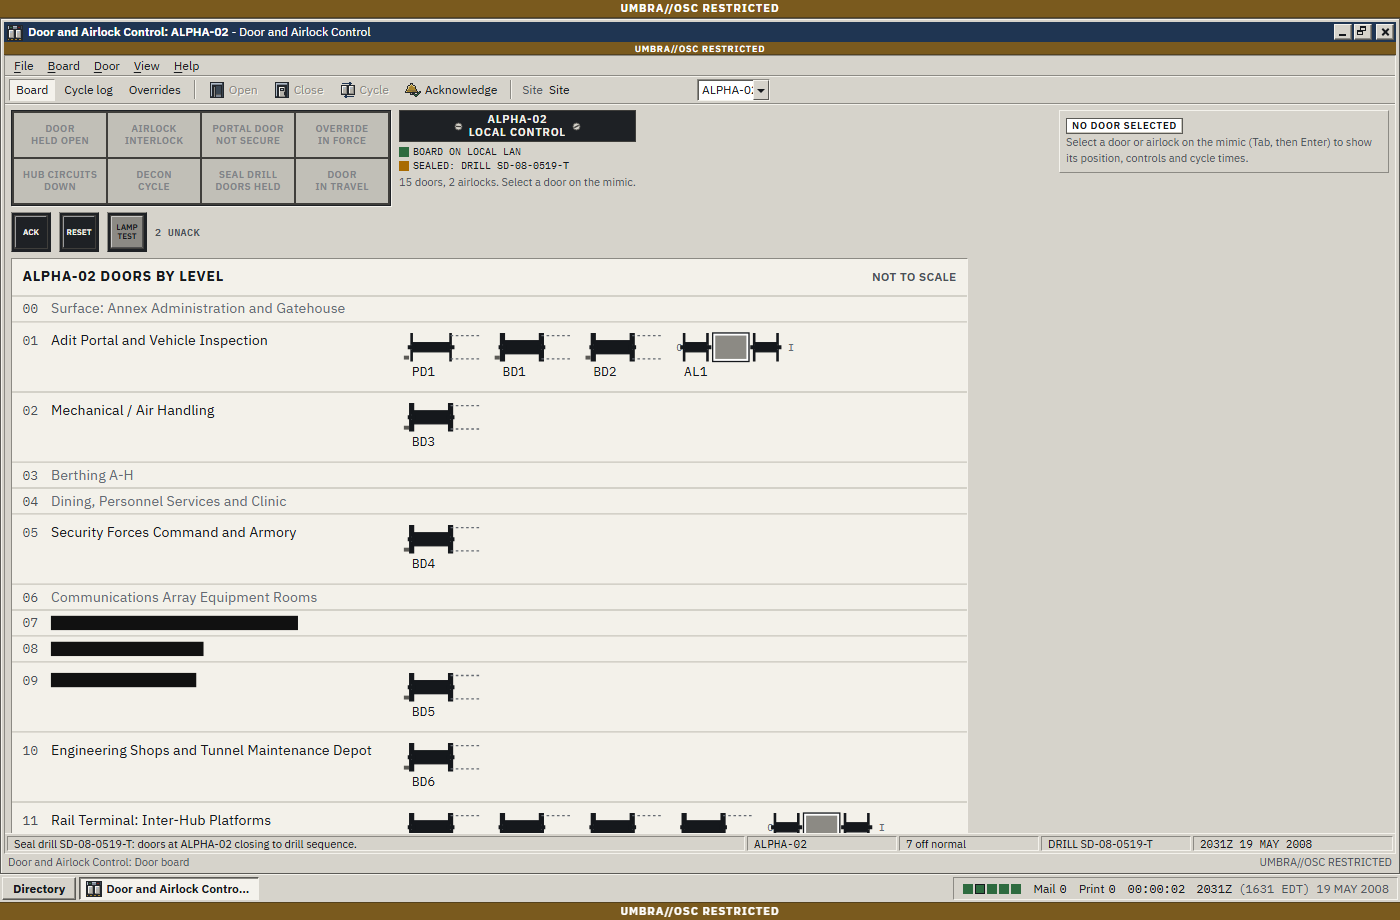 UMBRA//OSC RESTRICTED
Door and Airlock Control: ALPHA-02 - Door and Airlock Control
UMBRA//OSC RESTRICTED
File Board Door View Help
Board Cycle log Overrides Open Close Cycle Acknowledge Site Site ALPHA-02
DOOR HELD OPEN
AIRLOCK INTERLOCK
PORTAL DOOR NOT SECURE
OVERRIDE IN FORCE
HUB CIRCUITS DOWN
DECON CYCLE
SEAL DRILL DOORS HELD
DOOR IN TRAVEL
ALPHA-02
LOCAL CONTROL
BOARD ON LOCAL LAN
SEALED: DRILL SD-08-0519-T
15 doors, 2 airlocks. Select a door on the mimic.
NO DOOR SELECTED
Select a door or airlock on the mimic (Tab, then Enter) to show
its position, controls and cycle times.
ACK RESET LAMP TEST 2 UNACK
ALPHA-02 DOORS BY LEVEL NOT TO SCALE
00 Surface: Annex Administration and Gatehouse
01 Adit Portal and Vehicle Inspection
O I
PD1 BD1 BD2 AL1
02 Mechanical / Air Handling
BD3
03 Berthing A-H
04 Dining, Personnel Services and Clinic
05 Security Forces Command and Armory
BD4
06 Communications Array Equipment Rooms
07
08
09
BD5
10 Engineering Shops and Tunnel Maintenance Depot
BD6
11 Rail Terminal: Inter-Hub Platforms
O I
Seal drill SD-08-0519-T: doors at ALPHA-02 closing to drill sequence. ALPHA-02 7 off normal DRILL SD-08-0519-T 2031Z 19 MAY 2008
Door and Airlock Control: Door board UMBRA//OSC RESTRICTED
Directory Door and Airlock Contro... Mail 0 Print 0 00:00:02 2031Z (1631 EDT) 19 MAY 2008
UMBRA//OSC RESTRICTED